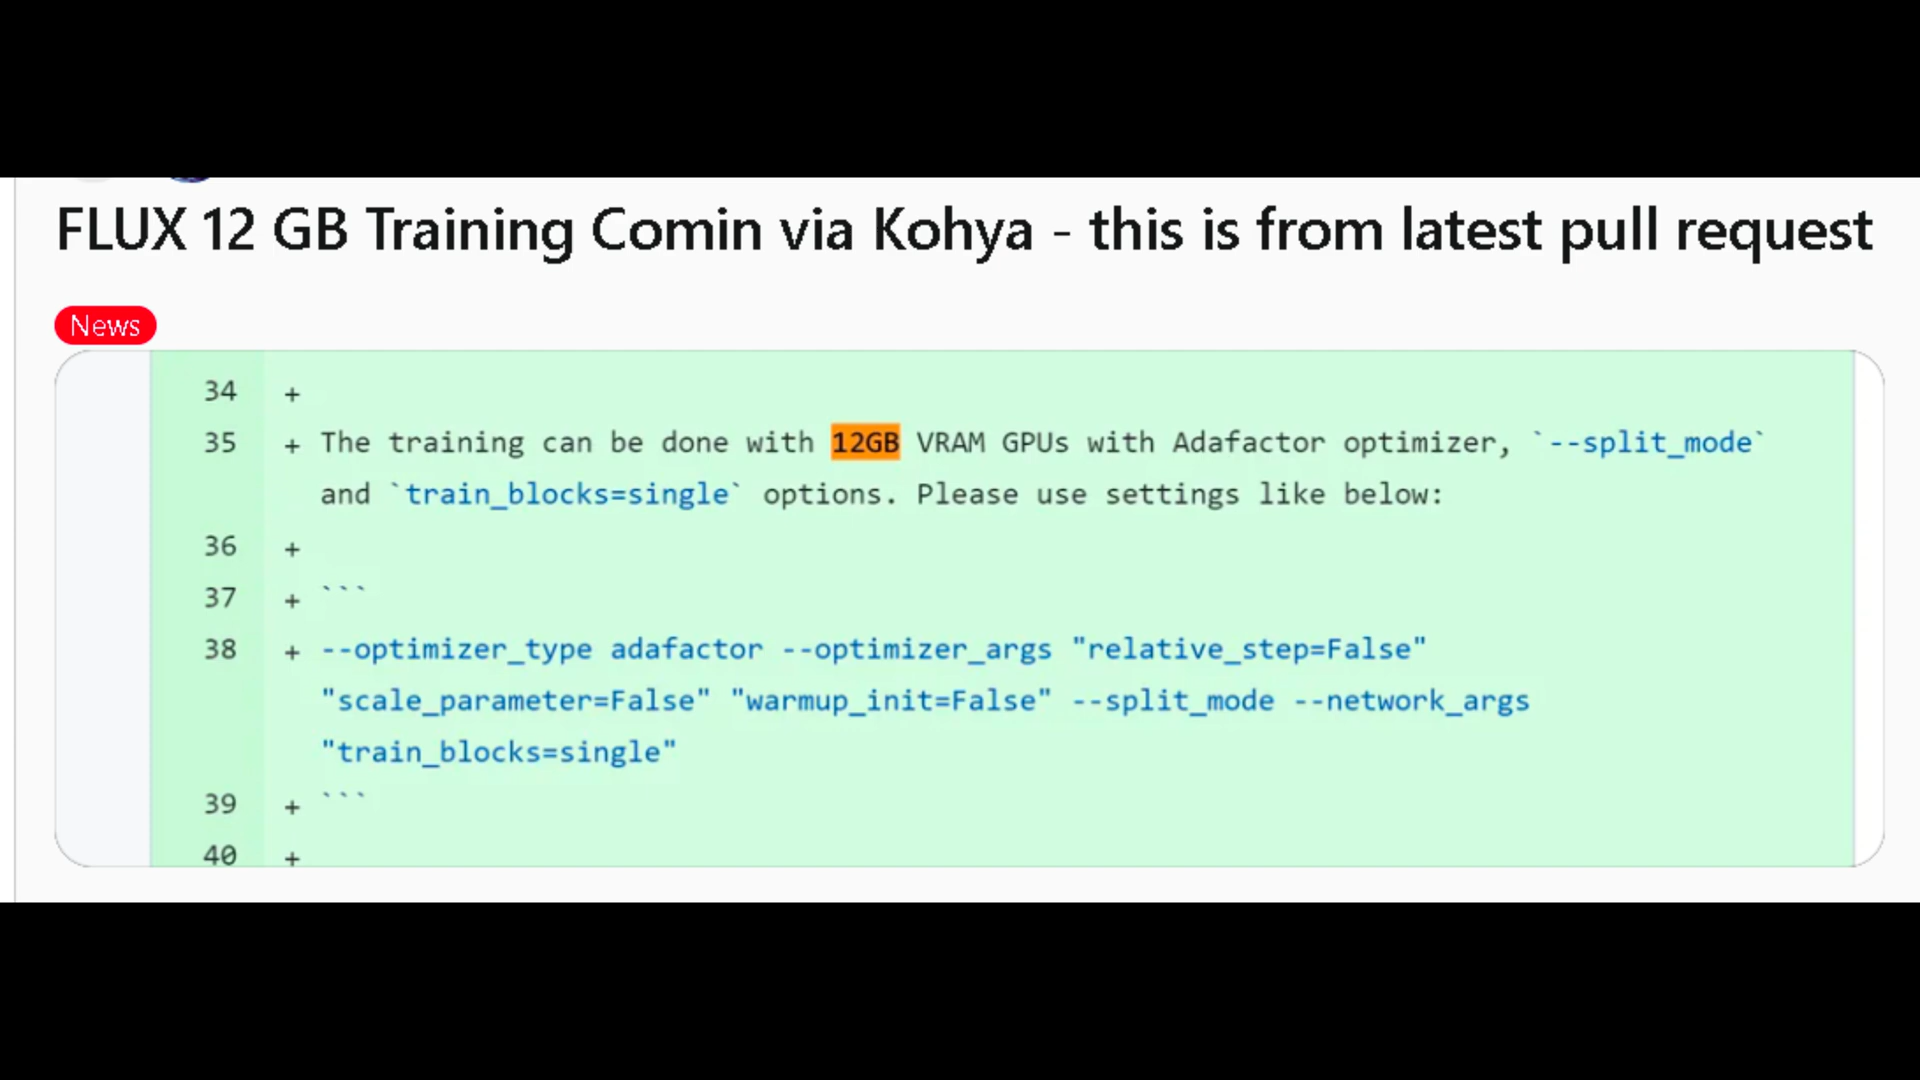 FLUX 12 GB Training Comin via Kohya - this is from latest pull request
News
34 +
35 + The training can be done with 12GB VRAM GPUs with Adafactor optimizer, `--split_mode`
and `train_blocks=single` options. Please use settings like below:
36 +
37 + ```
38 + --optimizer_type adafactor --optimizer_args "relative_step=False"
"scale_parameter=False" "warmup_init=False" --split_mode --network_args
"train_blocks=single"
39 + ```
40 +